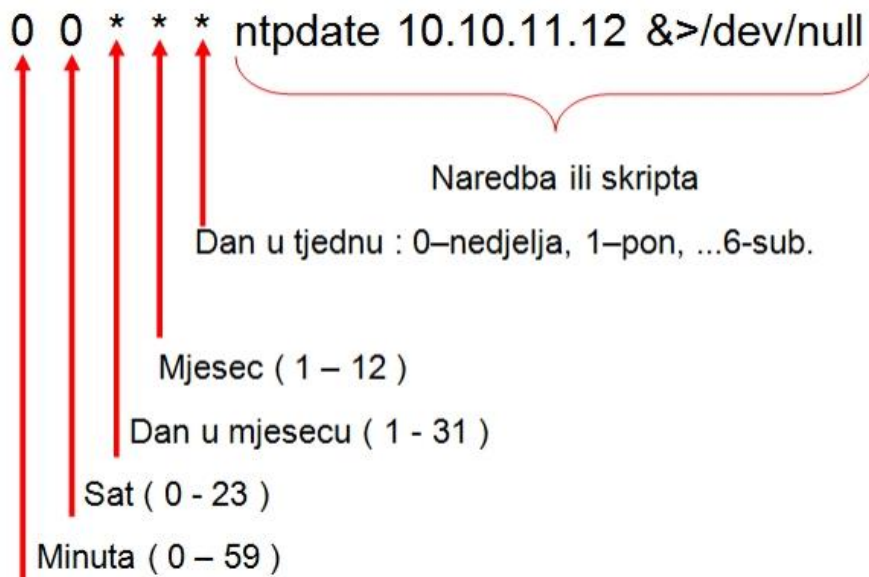 0 0 * * * ntpdate 10.10.11.12 &>/dev/null
Naredba ili skripta
Dan u tjednu : 0–nedjelja, 1–pon, ...6-sub.
Mjesec ( 1 – 12 )
Dan u mjesecu ( 1 - 31 )
Sat ( 0 - 23 )
Minuta ( 0 – 59 )